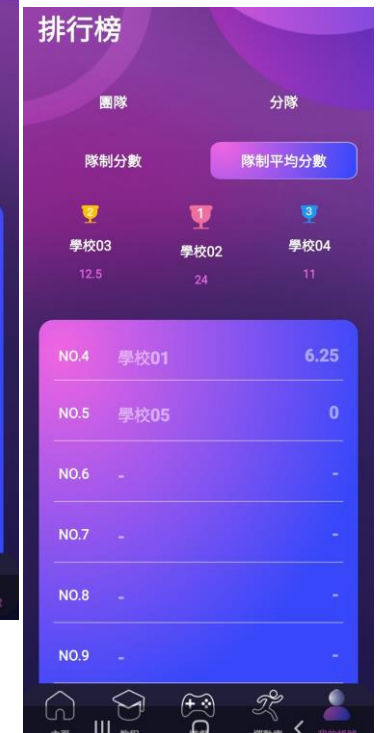 排行榜
團隊 分隊
隊制分數 隊制平均分數
2 1 3
學校03 學校02 學校04
12.5 24 11
NO.4 學校01 6.25
NO.5 學校05 0
NO.6 - -
NO.7 - -
NO.8 - -
NO.9 - -